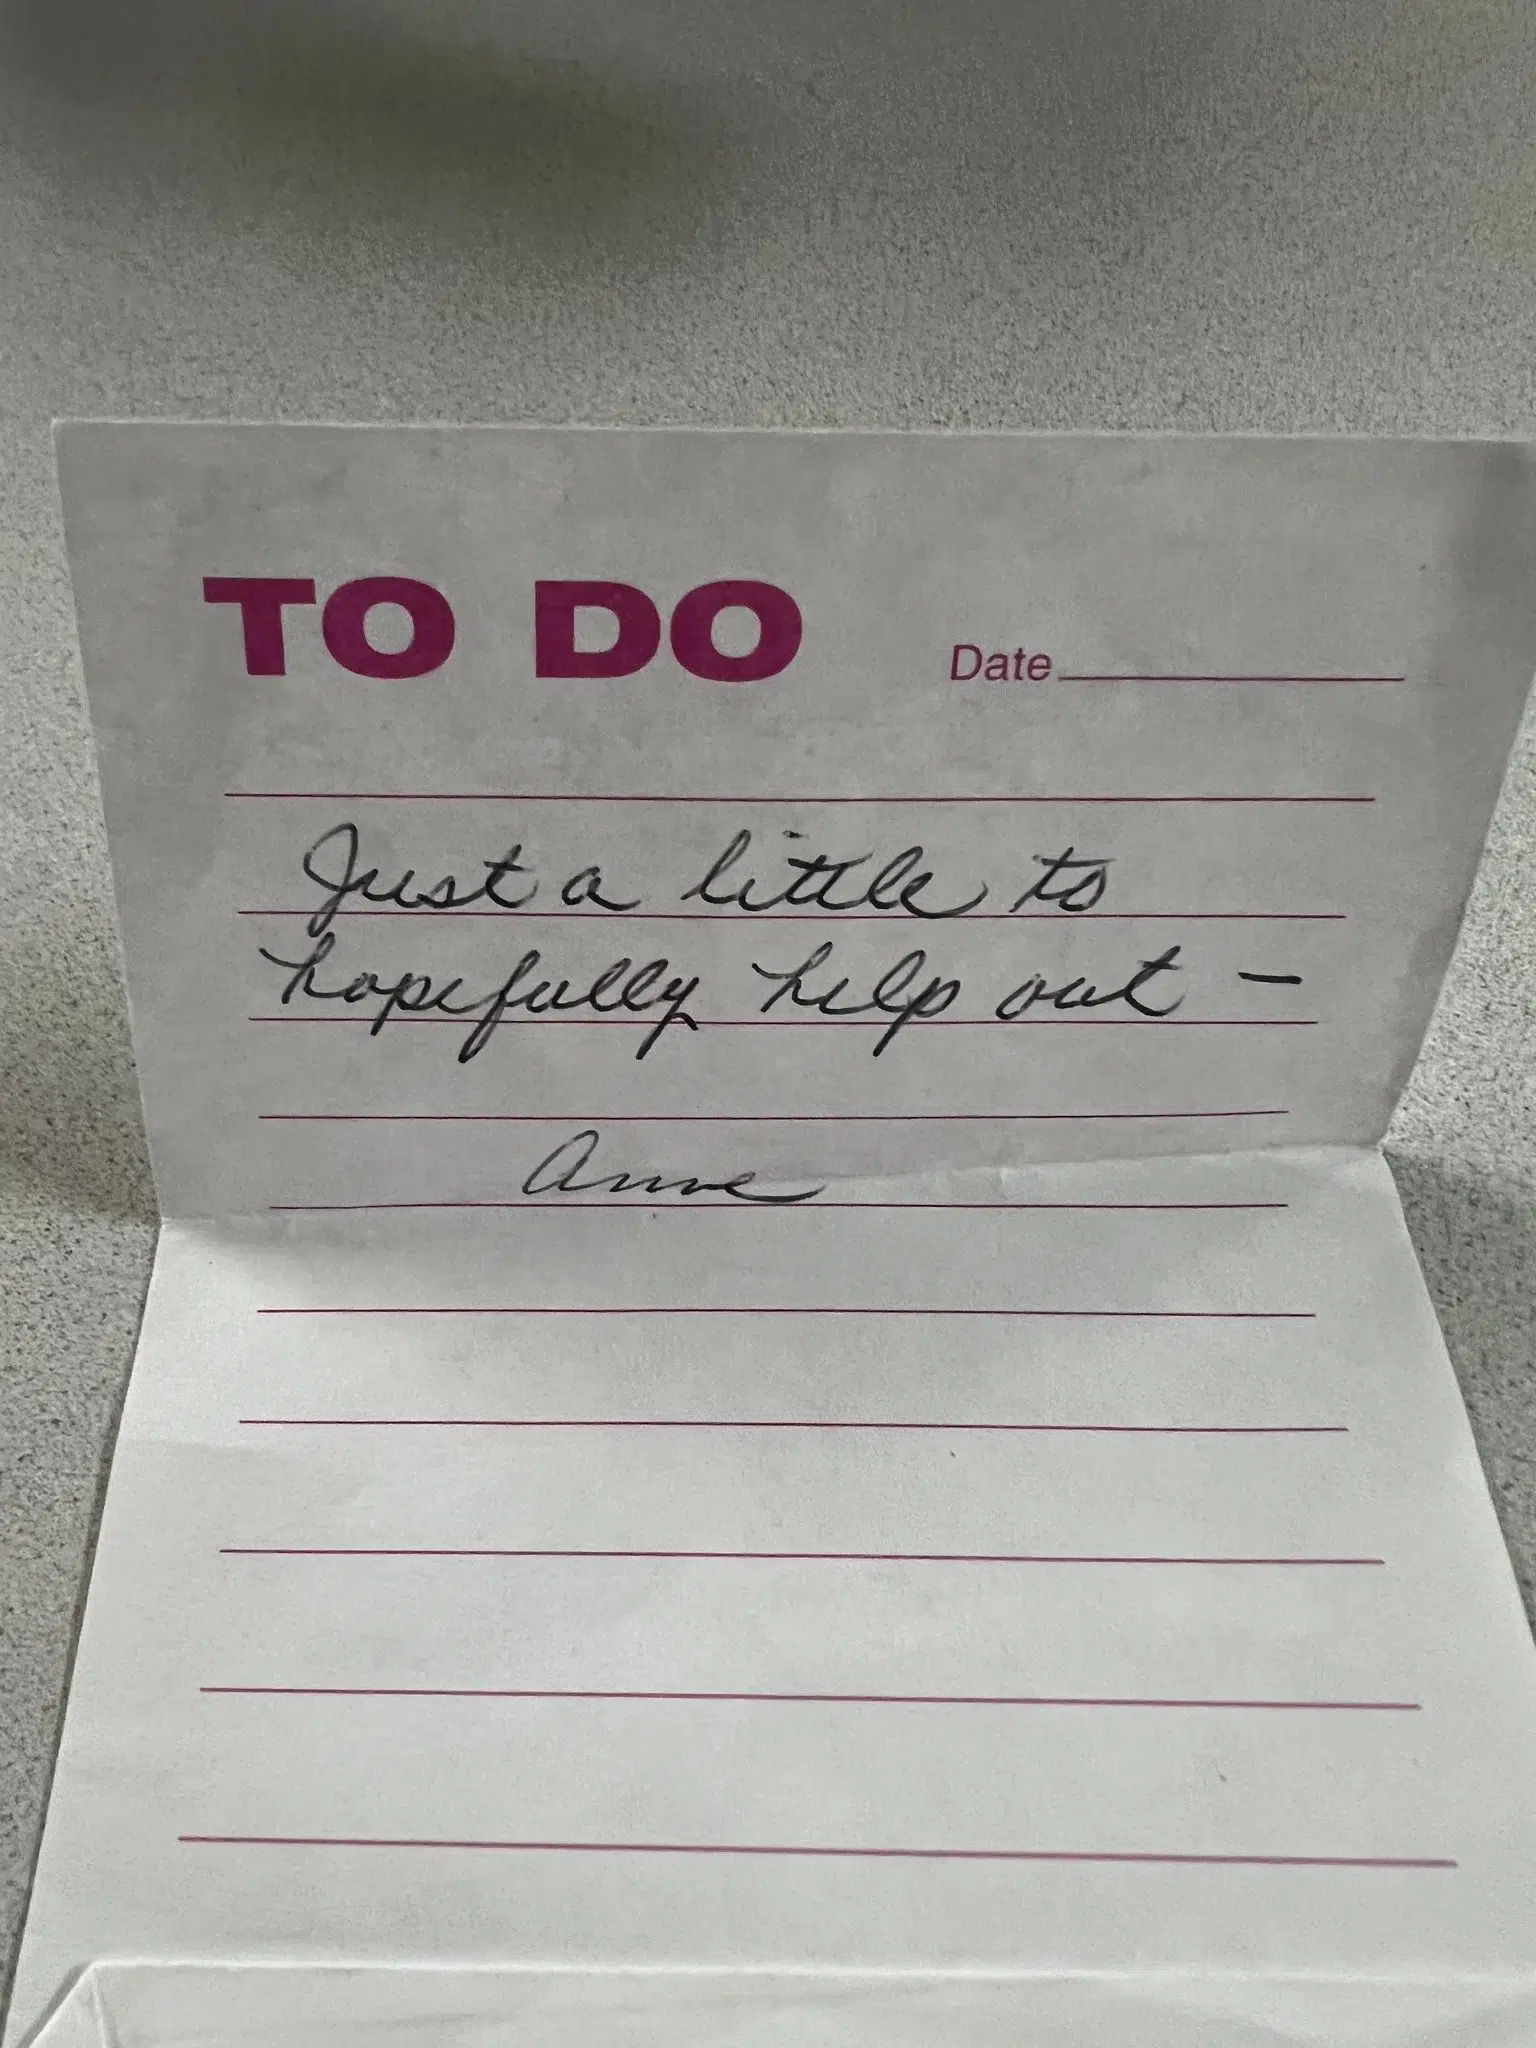 TO DO Date
Just a little to
hopefully help out —
Anne